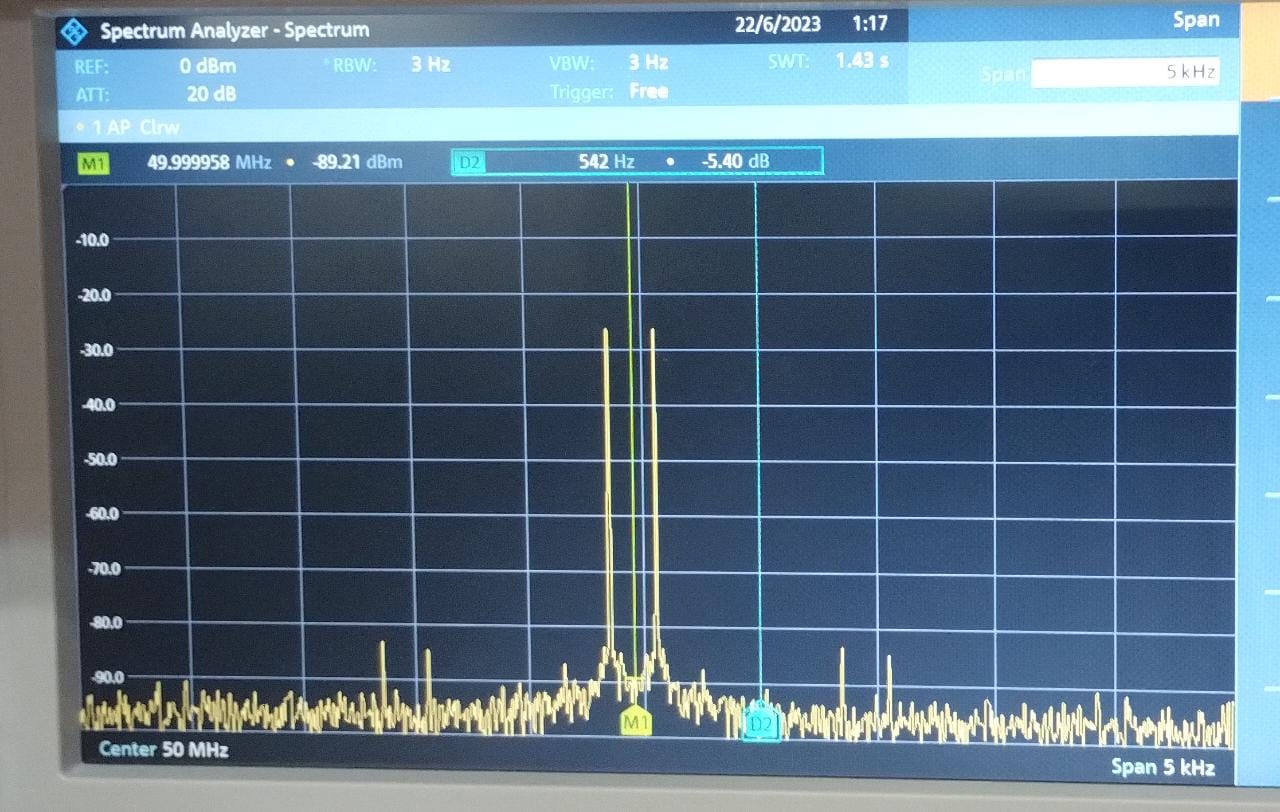 Spectrum Analyzer - Spectrum 22/6/2023 1:17 Span
REF: 0 dBm * RBW: 3 Hz VBW: 3 Hz SWT: 1.43 s Span 5 kHz
ATT: 20 dB Trigger: Free
1 AP Clrw
M1 49.999958 MHz • -89.21 dBm D2 542 Hz • -5.40 dB
-10.0
-20.0
-30.0
-40.0
-50.0
-60.0
-70.0
-80.0
-90.0
M1 D2
Center 50 MHz Span 5 kHz